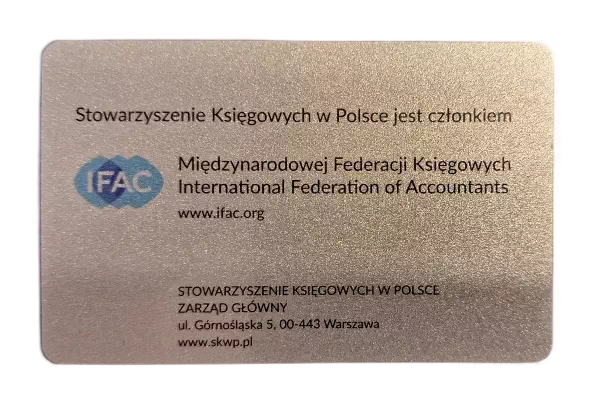 Stowarzyszenie Księgowych w Polsce jest członkiem
IFAC
Międzynarodowej Federacji Księgowych
International Federation of Accountants
www.ifac.org
STOWARZYSZENIE KSIĘGOWYCH W POLSCE
ZARZĄD GŁÓWNY
ul. Górnośląska 5, 00-443 Warszawa
www.skwp.pl